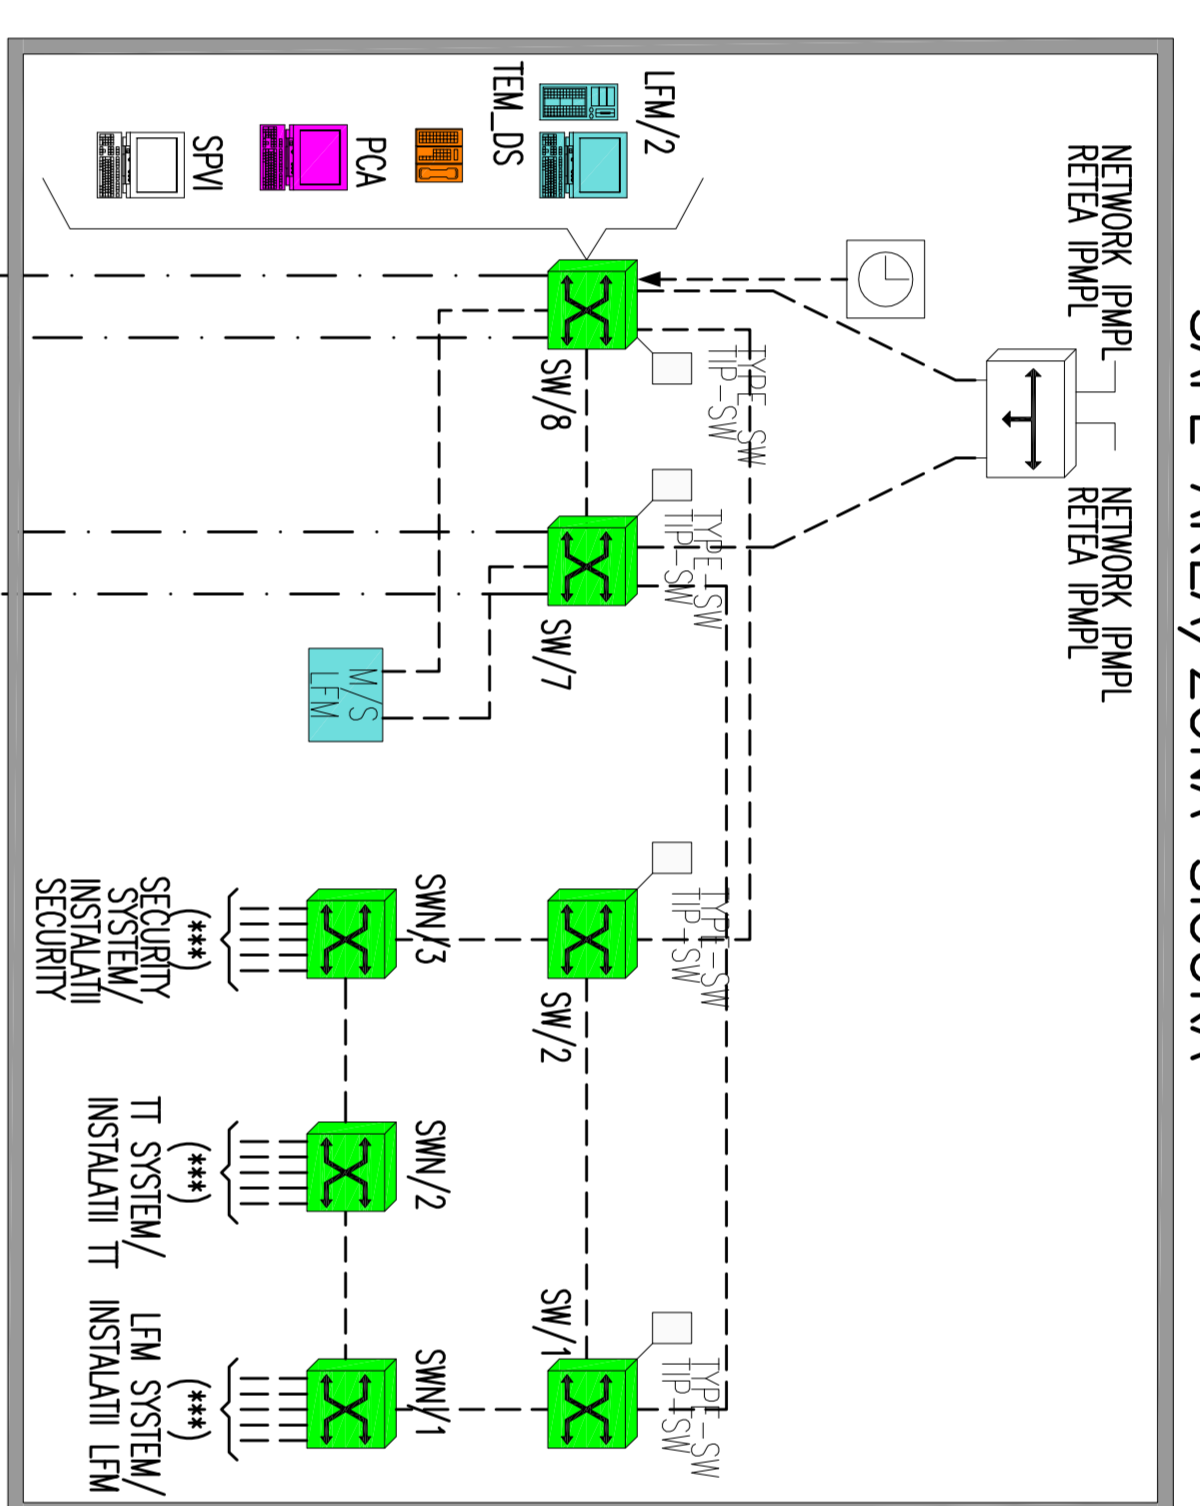 NETWORK IPMPL
RETEA IPMPL
NETWORK IPMPL
RETEA IPMPL
LFM/2
TEM_DS
PCA
SPVI
TYPE-SW
TIP-SW
SW/8
TYPE-SW
TIP-SW
SW/7
M/S
LFM
TYPE-SW
TIP-SW
SW/2
TYPE-SW
TIP-SW
SW/1
SWN/3
(***)
SECURITY
SYSTEM/
INSTALATII
SECURITY
SWN/2
(***)
TT SYSTEM/
INSTALATII TT
SWN/1
(***)
LFM SYSTEM/
INSTALATII LFM